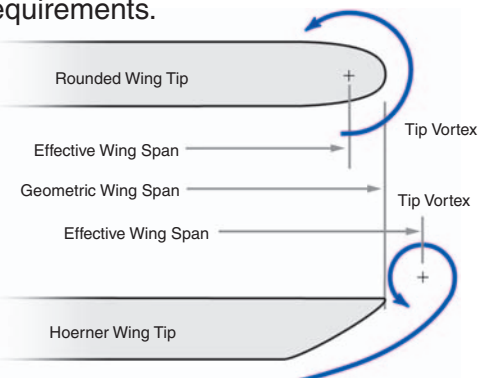 equirements.
Rounded Wing Tip
Tip Vortex
Effective Wing Span
Geometric Wing Span
Tip Vortex
Effective Wing Span
Hoerner Wing Tip